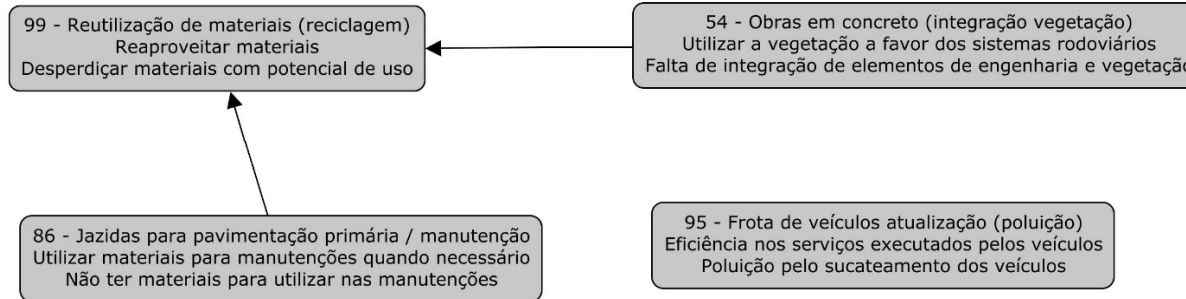 99 - Reutilização de materiais (reciclagem)
Reaproveitar materiais
Desperdiçar materiais com potencial de uso
54 - Obras em concreto (integração vegetação)
Utilizar a vegetação a favor dos sistemas rodoviários
Falta de integração de elementos de engenharia e vegetação
86 - Jazidas para pavimentação primária / manutenção
Utilizar materiais para manutenções quando necessário
Não ter materiais para utilizar nas manutenções
95 - Frota de veículos atualização (poluição)
Eficiência nos serviços executados pelos veículos
Poluição pelo sucateamento dos veículos